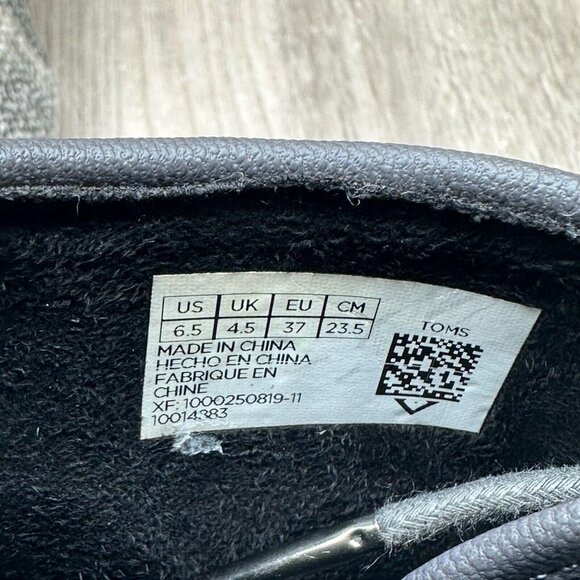 US UK EU CM
6.5 4.5 37 23.5
MADE IN CHINA
HECHO EN CHINA
FABRIQUE EN
CHINE
XF: 1000250819-11
10014383
TOMS